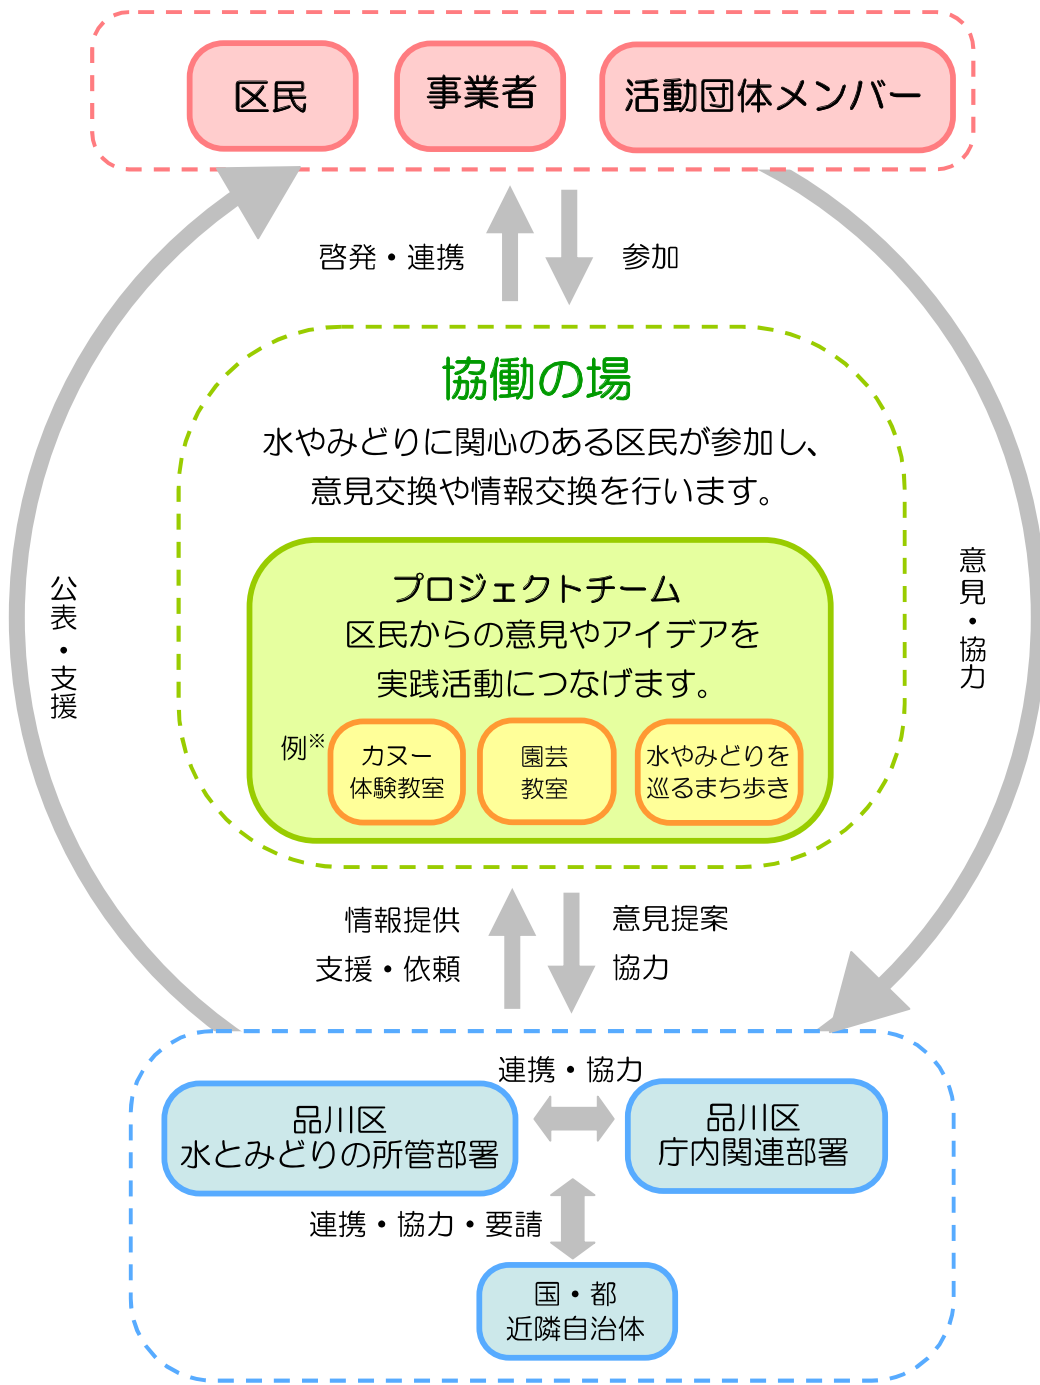 区民
事業者
活動団体メンバー
啓発・連携
参加
協働の場
水やみどりに関心のある区民が参加し、
意見交換や情報交換を行います。
公表・支援
意見・協力
プロジェクトチーム
区民からの意見やアイデアを
実践活動につなげます。
例※
カヌー
体験教室
園芸
教室
水やみどりを
巡るまち歩き
情報提供
支援・依頼
意見提案
協力
連携・協力
品川区
水とみどりの所管部署
品川区
庁内関連部署
連携・協力・要請
国・都
近隣自治体